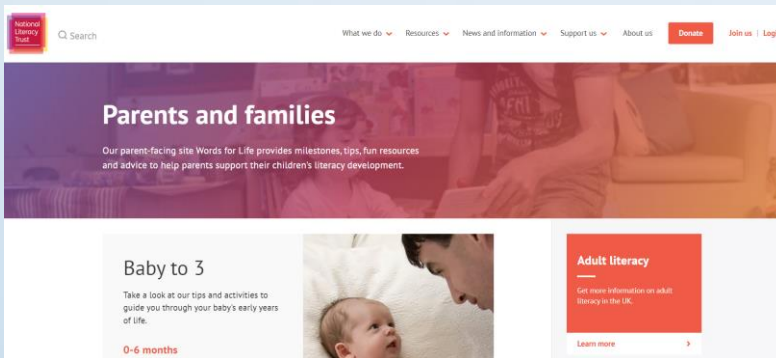 National
Literacy
Trust
Search
What we do
Resources
News and information
Support us
About us
Donate
Join us | Logi
Parents and families
Our parent-facing site Words for Life provides milestones, tips, fun resources
and advice to help parents support their children's literacy development.
Baby to 3
Take a look at our tips and activities to
guide you through your baby's early years
of life.
0-6 months
Adult literacy
Get more information on adult
literacy in the UK.
Learn more